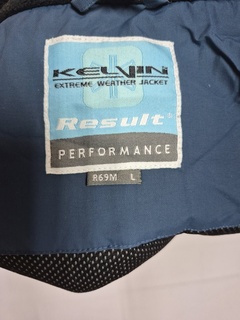 KELVIN
EXTREME WEATHER JACKET
Result®
PERFORMANCE
R69M L